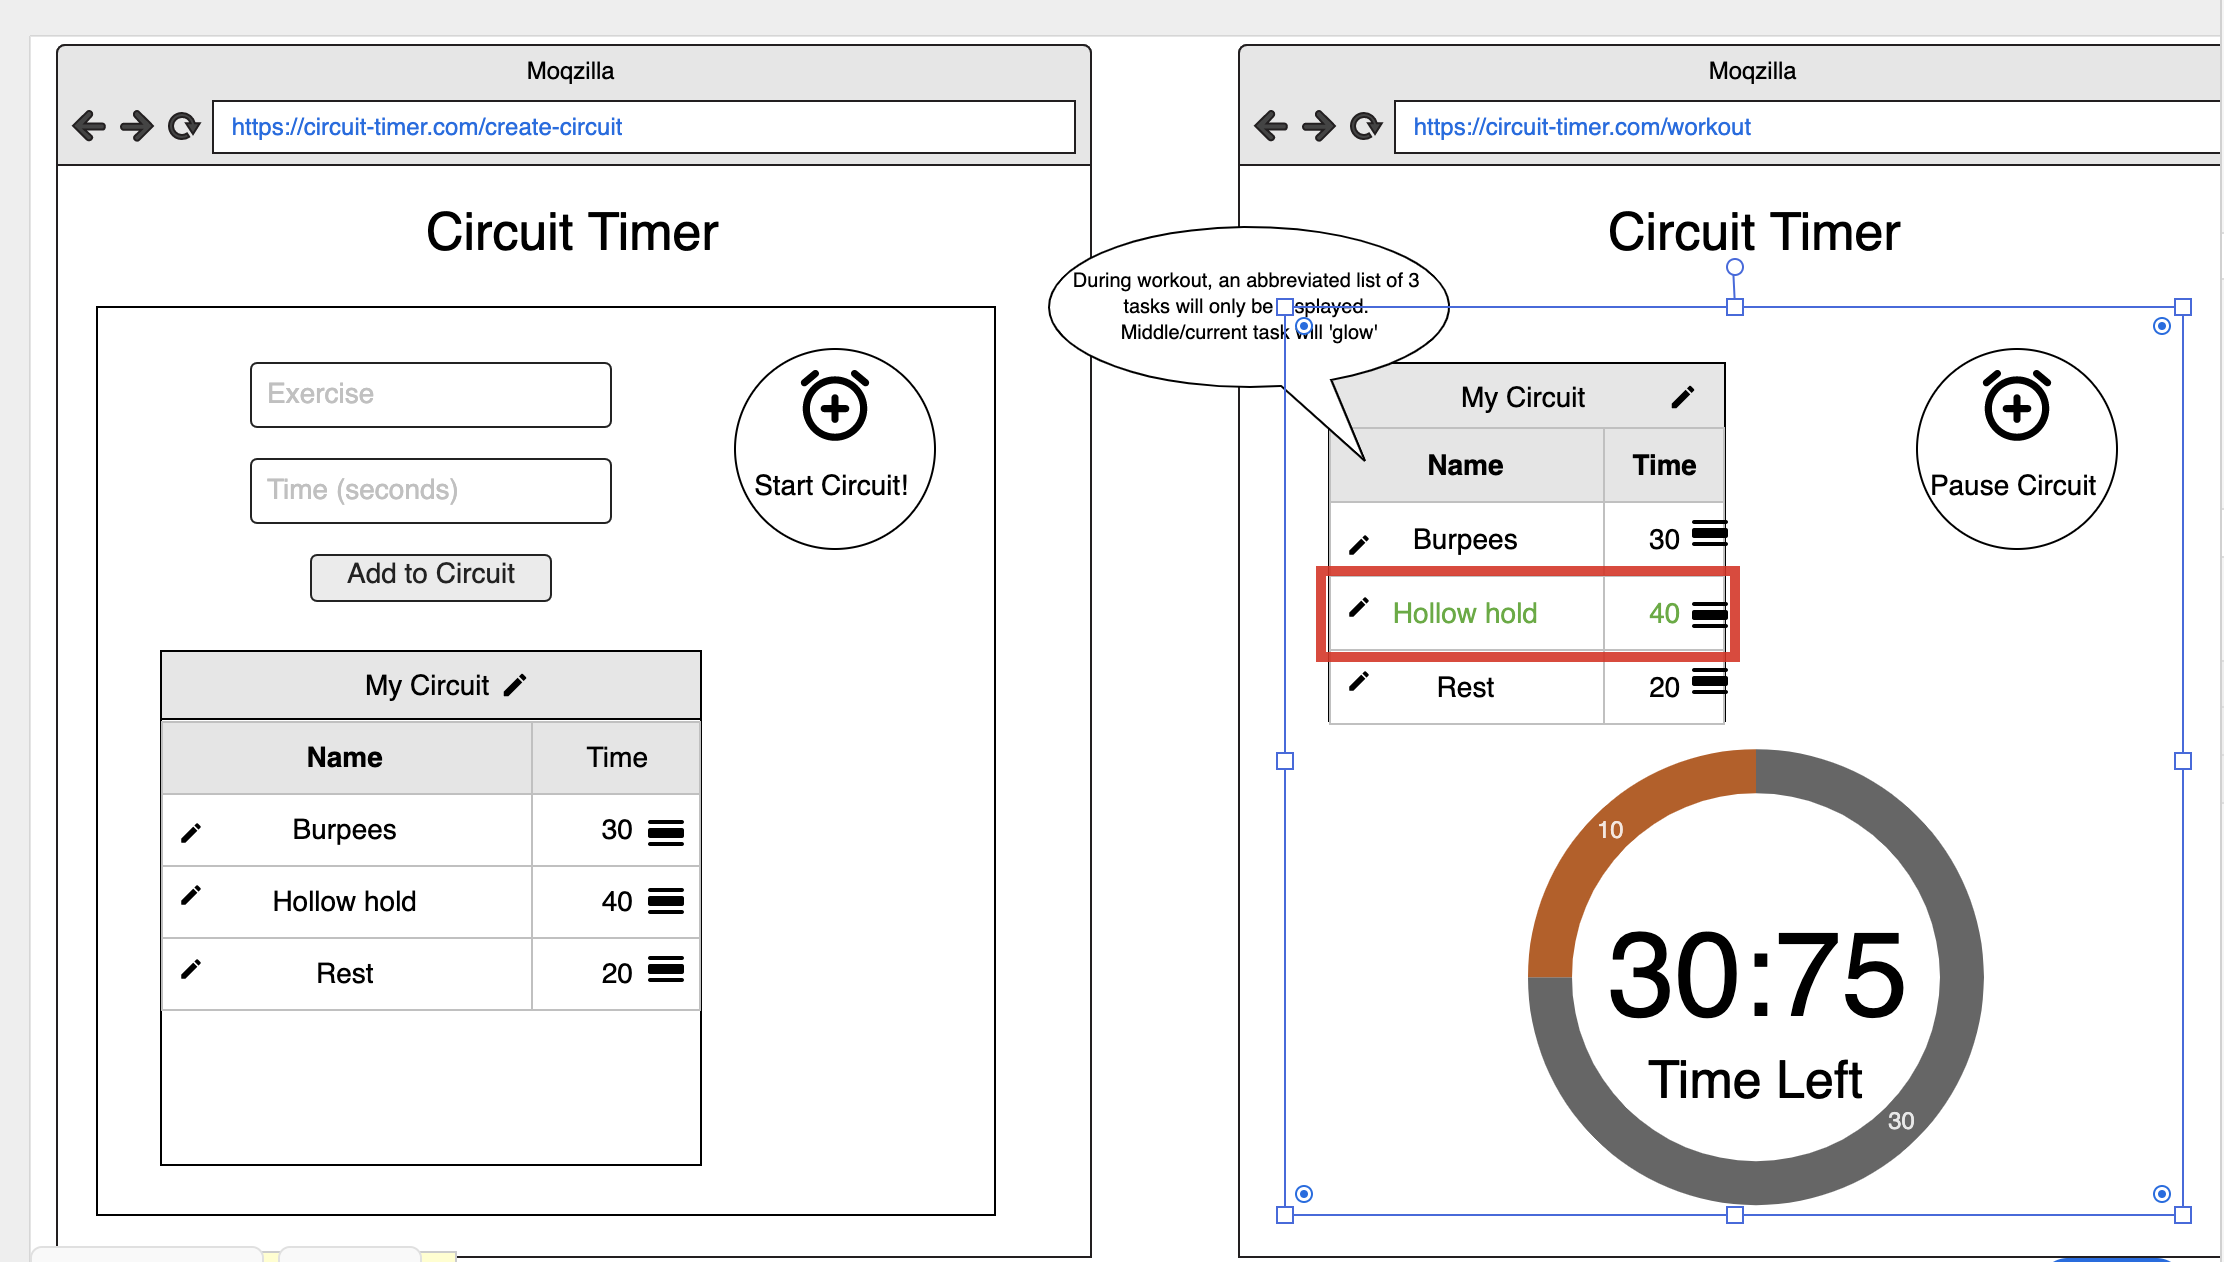 Moqzilla
https://circuit-timer.com/create-circuit
Circuit Timer
Exercise
Time (seconds)
Add to Circuit
Start Circuit!
My Circuit
Name Time
Burpees 30
Hollow hold 40
Rest 20
Moqzilla
https://circuit-timer.com/workout
Circuit Timer
During workout, an abbreviated list of 3
tasks will only be displayed.
Middle/current task will 'glow'
My Circuit
Name Time
Burpees 30
Hollow hold 40
Rest 20
Pause Circuit
10
30:75
Time Left
30